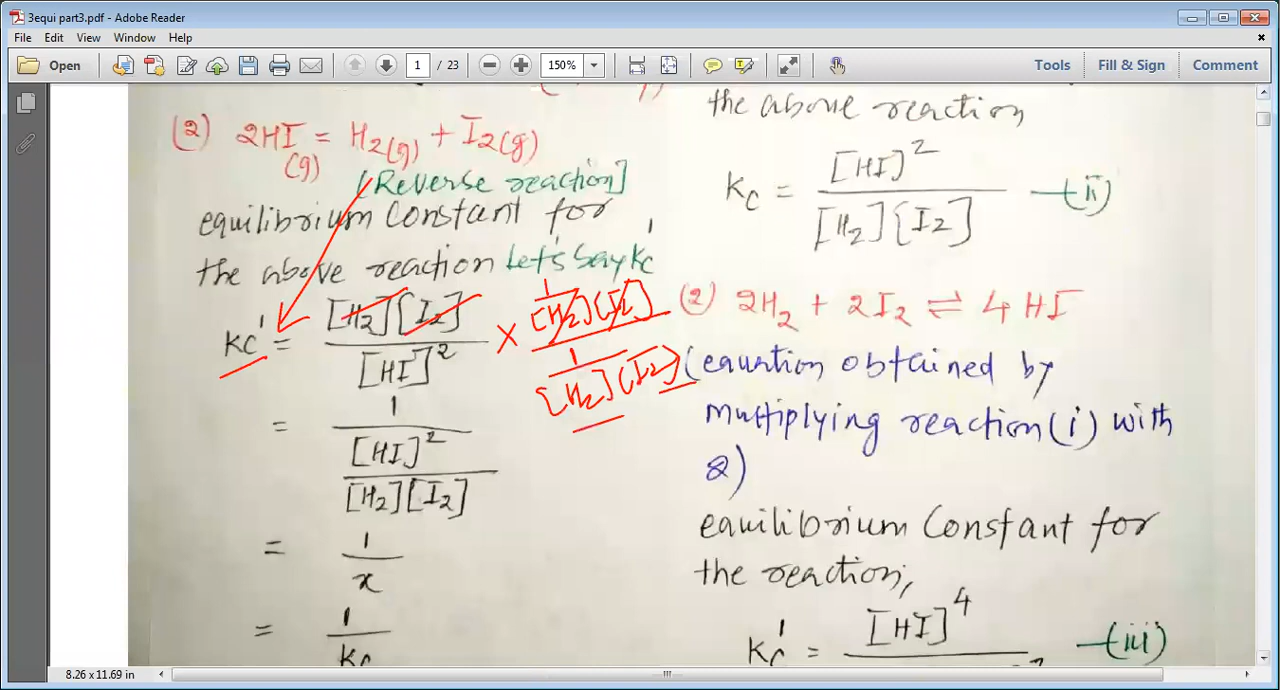 3equi part3.pdf - Adobe Reader
File Edit View Window Help
Open 1 / 23 150% Tools Fill & Sign Comment
(2) 2HI(g) = H2(g) + I2(g)
(Reverse reaction]
equilibrium Constant for
the above reaction Let's say Kc'
Kc' = [H2][I2] / [HI]^2 × 1/[H2][I2] / 1/[H2][I2]
= 1 / [HI]^2 / [H2][I2]
= 1 / x
= 1 / Kc
the above reaction
Kc = [HI]^2 / [H2][I2] —(ii)
(2) 2H2 + 2I2 ⇌ 4HI
(equation obtained by
multiplying reaction (i) with
2)
equilibrium Constant for
the reaction,
Kc' = [HI]^4 —(iii)
8.26 x 11.69 in